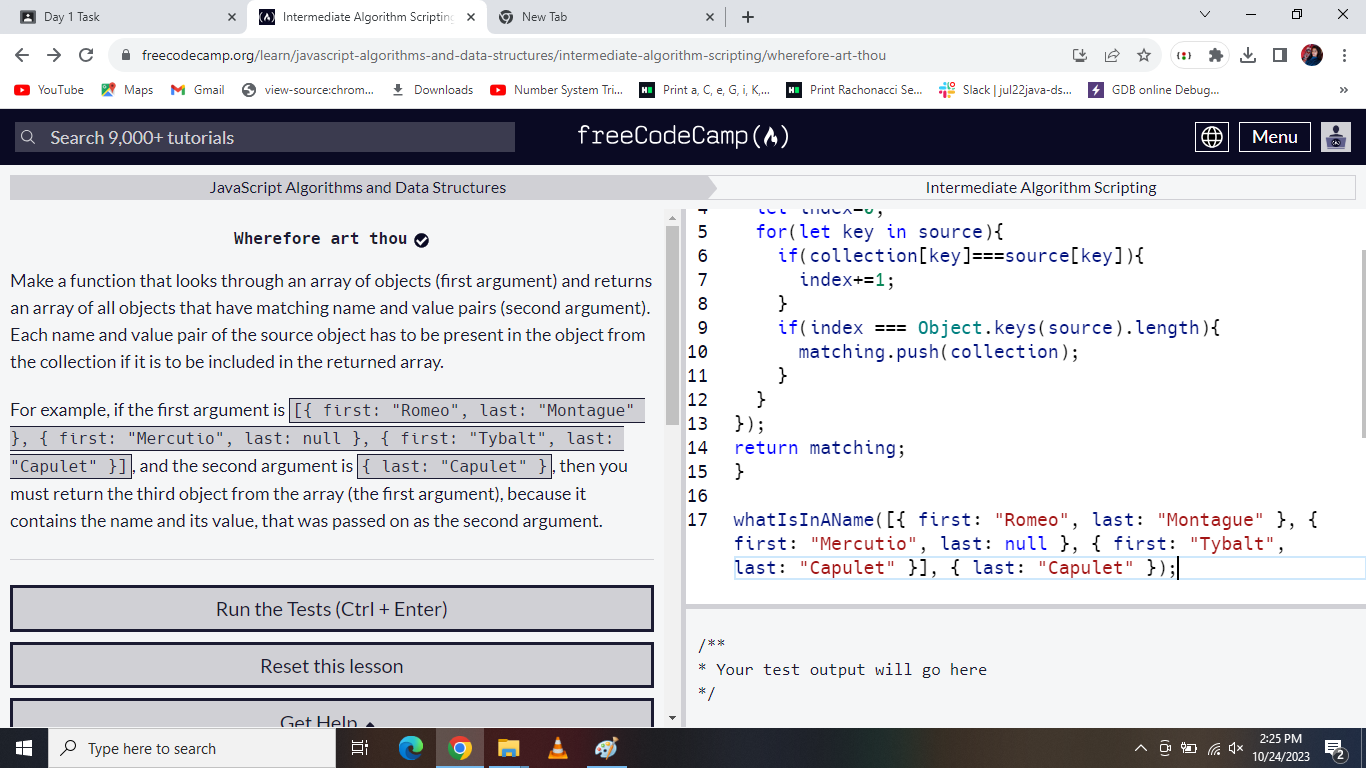 Day 1 Task
Intermediate Algorithm Scripting
New Tab
freecodecamp.org/learn/javascript-algorithms-and-data-structures/intermediate-algorithm-scripting/wherefore-art-thou
YouTube Maps Gmail view-source:chrom... Downloads Number System Tri... Print a, C, e, G, i, K,... Print Rachonacci Se... Slack | jul22java-ds... GDB online Debug... »
Search 9,000+ tutorials
freeCodeCamp
Menu
JavaScript Algorithms and Data Structures
Intermediate Algorithm Scripting
Wherefore art thou
Make a function that looks through an array of objects (first argument) and returns
an array of all objects that have matching name and value pairs (second argument).
Each name and value pair of the source object has to be present in the object from
the collection if it is to be included in the returned array.
For example, if the first argument is [{ first: "Romeo", last: "Montague"
}, { first: "Mercutio", last: null }, { first: "Tybalt", last:
"Capulet" }], and the second argument is { last: "Capulet" }, then you
must return the third object from the array (the first argument), because it
contains the name and its value, that was passed on as the second argument.
Run the Tests (Ctrl + Enter)
Reset this lesson
Get Help
4 let index=0;
5 for(let key in source){
6 if(collection[key]===source[key]){
7 index+=1;
8 }
9 if(index === Object.keys(source).length){
10 matching.push(collection);
11 }
12 }
13 });
14 return matching;
15 }
16
17 whatIsInAName([{ first: "Romeo", last: "Montague" }, {
first: "Mercutio", last: null }, { first: "Tybalt",
last: "Capulet" }], { last: "Capulet" });
/**
* Your test output will go here
*/
Type here to search
2:25 PM
10/24/2023
2